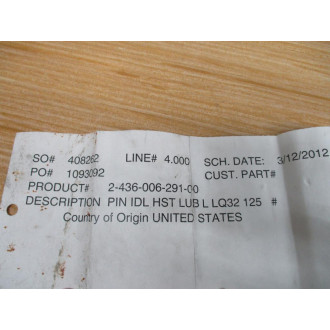 SO# 408262 LINE# 4.000 SCH. DATE: 3/12/2012
PO# 1093092 CUST. PART#
PRODUCT# 2-436-006-291-00
DESCRIPTION PIN IDL HST LUB L LQ32 125 #
Country of Origin UNITED STATES